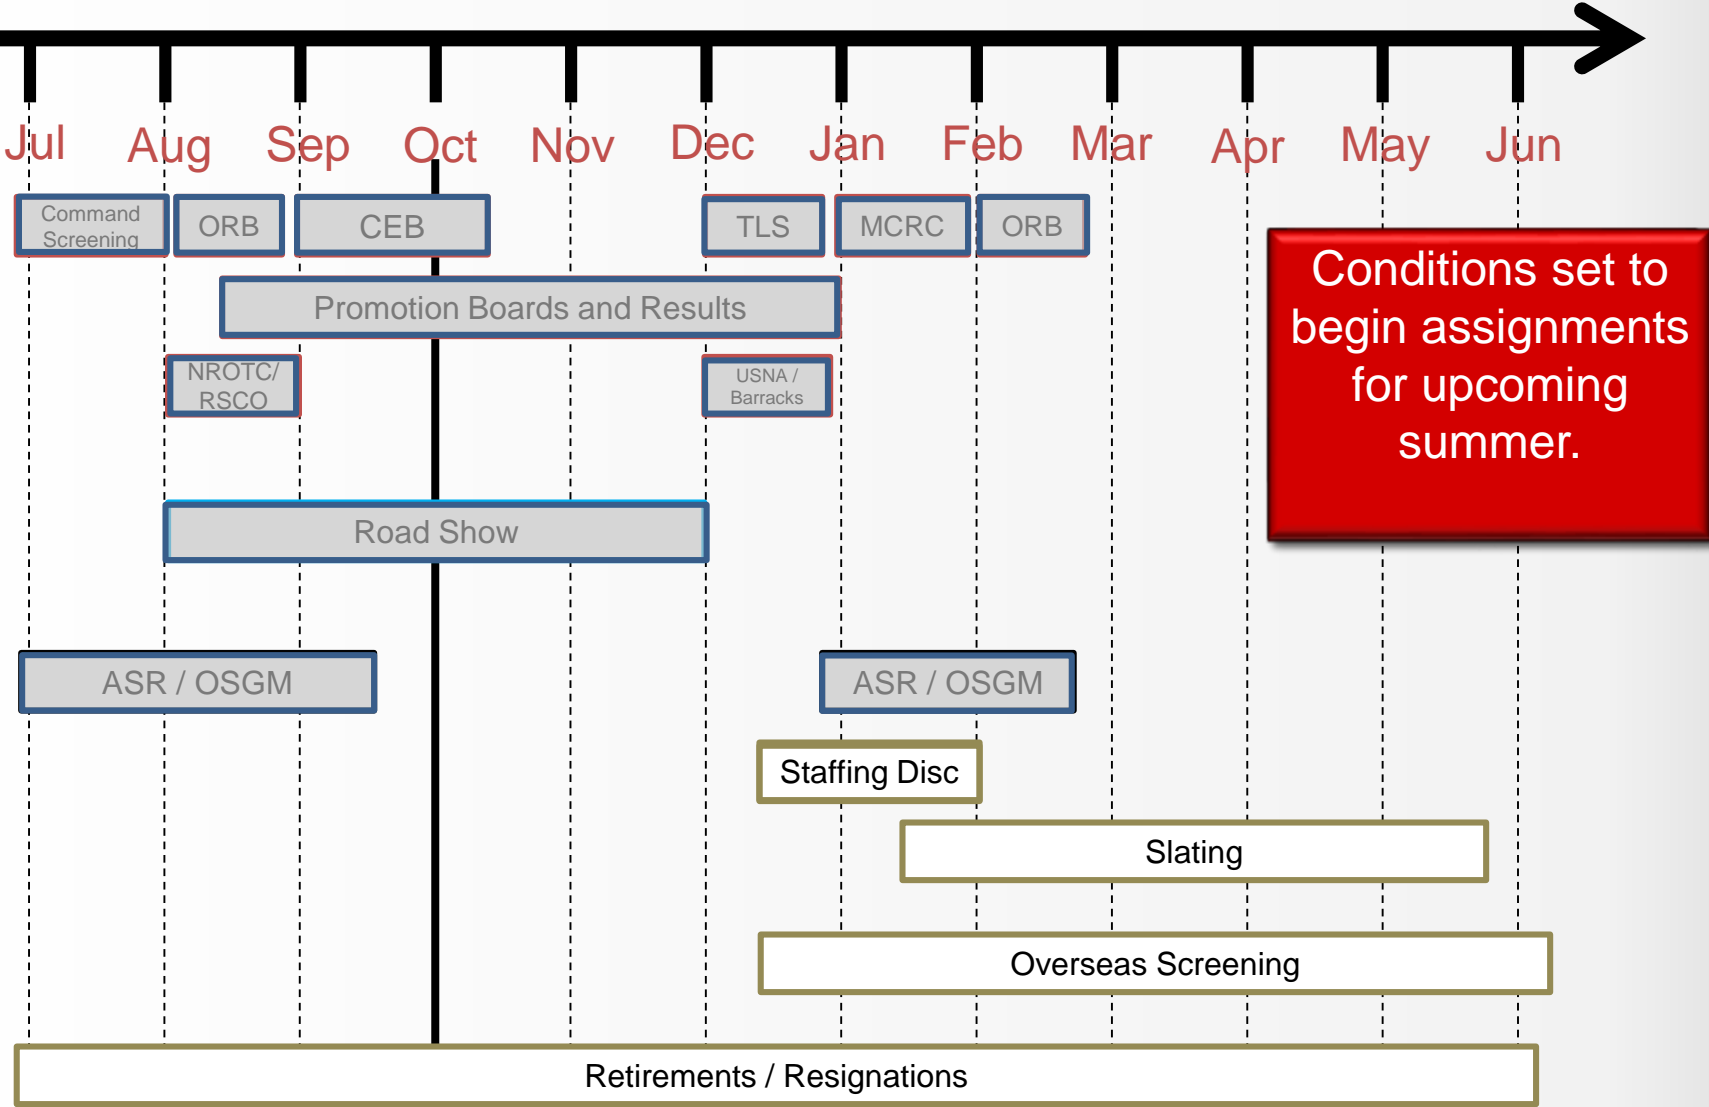 Jul Aug Sep Oct Nov Dec Jan Feb Mar Apr May Jun
Command
Screening
ORB
CEB
TLS
MCRC
ORB
Promotion Boards and Results
NROTC/
RSCO
USNA /
Barracks
Conditions set to
begin assignments
for upcoming
summer.
Road Show
ASR / OSGM
ASR / OSGM
Staffing Disc
Slating
Overseas Screening
Retirements / Resignations